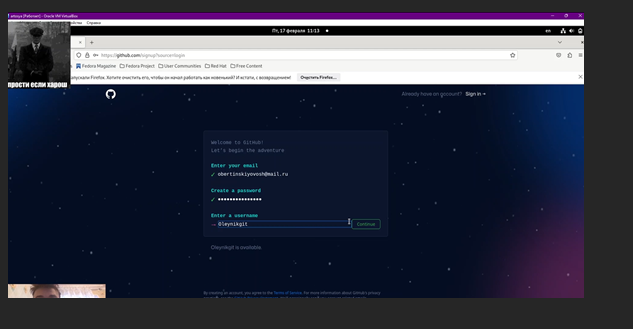 Oracle VM VirtualBox
Справка
Пт, 17 февраля 11:13
en
https://github.com/signup?source=login
Fedora Magazine Fedora Project User Communities Red Hat Free Content
запускали Firefox. Хотите очистить его, чтобы он начал работать как новенький? И кстати, с возвращением!
Очистить Firefox...
прости если харош
Already have an account? Sign in →
Welcome to GitHub!
Let's begin the adventure
Enter your email
✓ obertinskiyovosh@mail.ru
Create a password
✓ •••••••••••••••
Enter a username
→ Oleynikgit
Continue
Oleynikgit is available.
By creating an account, you agree to the Terms of Service. For more information about GitHub's privacy